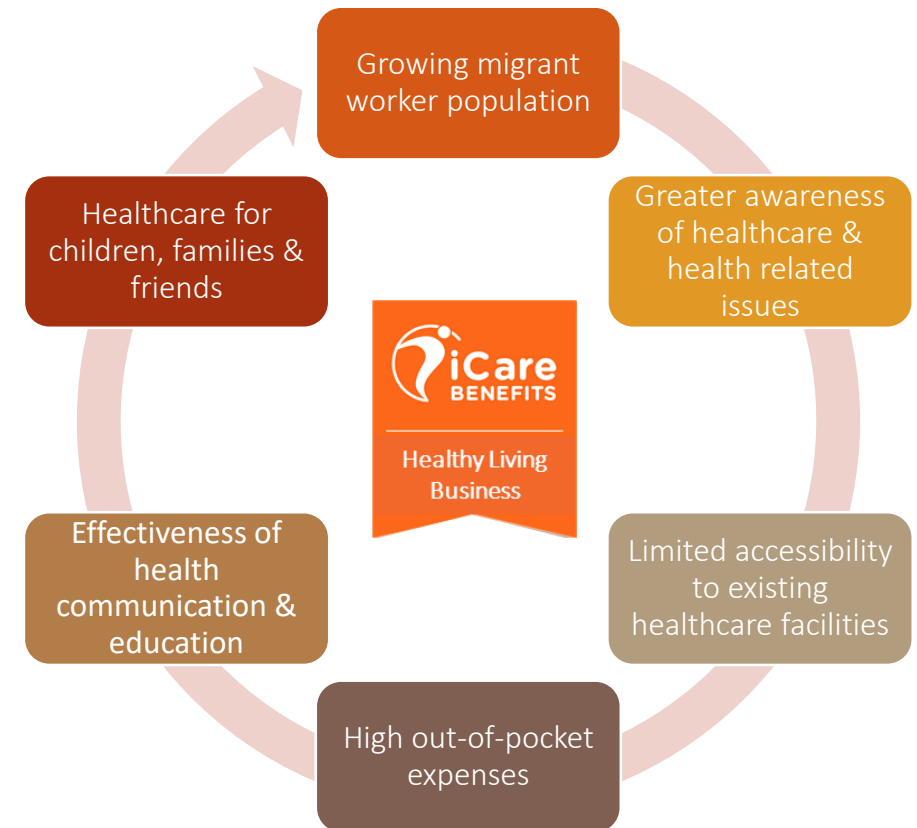 Growing migrant
worker population
Greater awareness
of healthcare &
health related
issues
Limited accessibility
to existing
healthcare facilities
High out-of-pocket
expenses
Effectiveness of
health
communication &
education
Healthcare for
children, families &
friends
iCare
BENEFITS
Healthy Living
Business